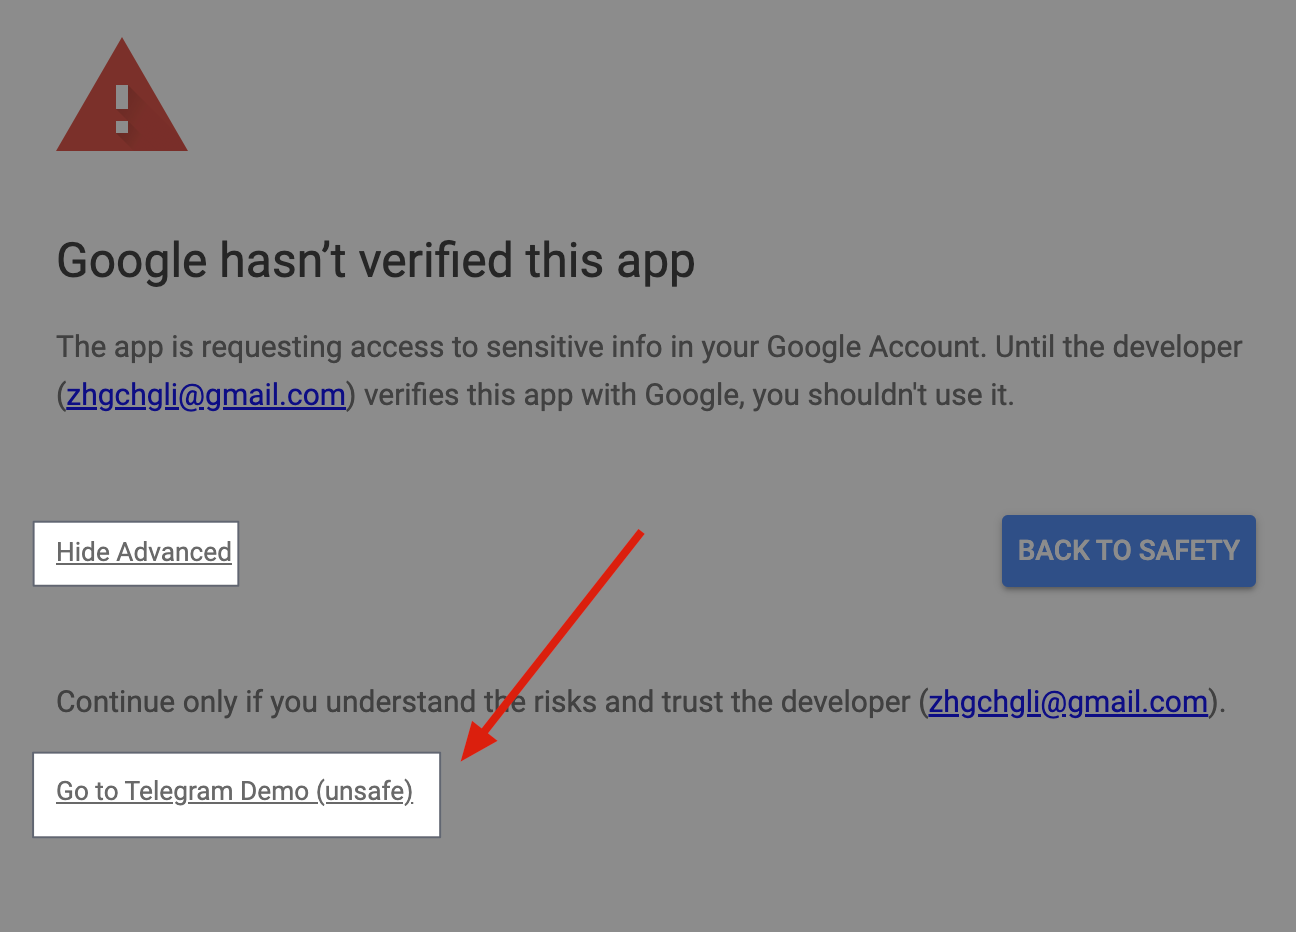 Google hasn’t verified this app
The app is requesting access to sensitive info in your Google Account. Until the developer
(zhgchgli@gmail.com) verifies this app with Google, you shouldn't use it.
Hide Advanced
BACK TO SAFETY
Continue only if you understand the risks and trust the developer (zhgchgli@gmail.com).
Go to Telegram Demo (unsafe)